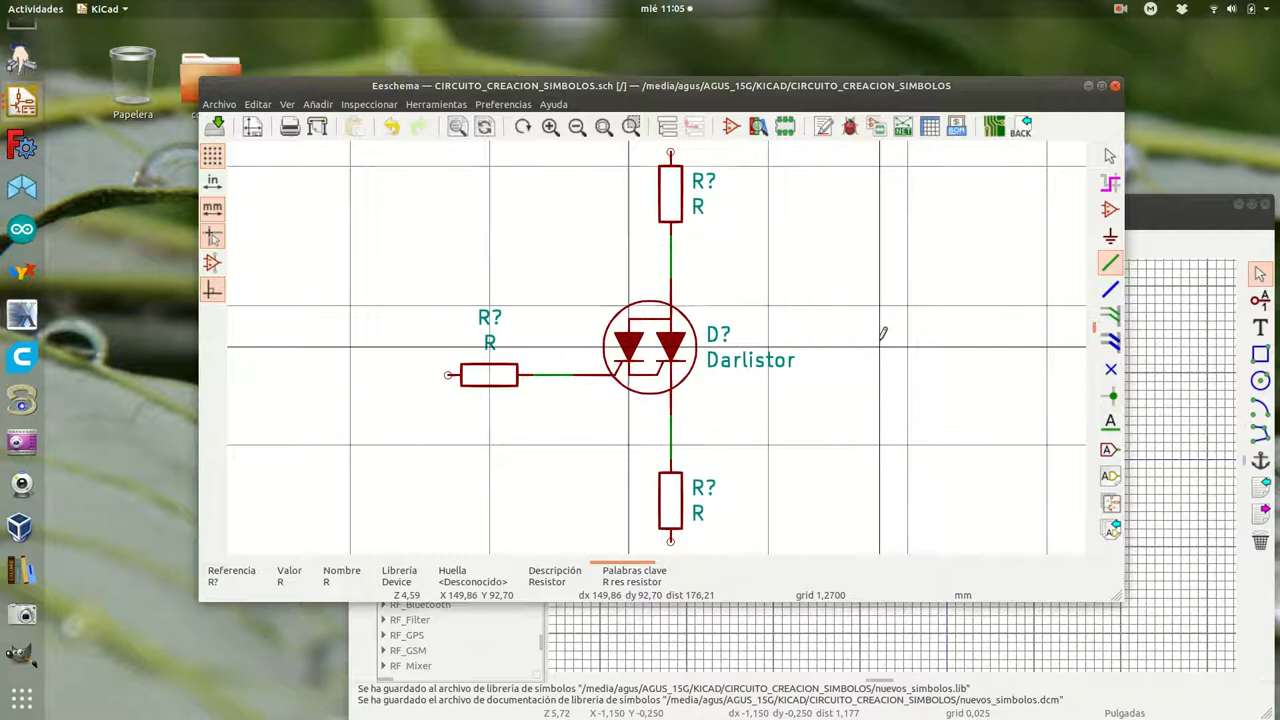 Actividades
KiCad
mié 11:05
M
Papelera
Eeschema — CIRCUITO_CREACION_SIMBOLOS.sch [/] — /media/agus/AGUS_15G/KICAD/CIRCUITO_CREACION_SIMBOLOS
Archivo Editar Ver Añadir Inspeccionar Herramientas Preferencias Ayuda
NET
BOM
BACK
in
mm
R?
R
R?
R
D?
Darlistor
R?
R
A
A
T
Referencia Valor Nombre Librería Huella Descripción Palabras clave
R? R R Device <Desconocido> Resistor R res resistor
Z 4,59 X 149,86 Y 92,70 dx 149,86 dy 92,70 dist 176,21 grid 1,2700 mm
RF_Bluetooth
RF_Filter
RF_GPS
RF_GSM
RF_Mixer
Se ha guardado al archivo de librería de símbolos "/media/agus/AGUS_15G/KICAD/CIRCUITO_CREACION_SIMBOLOS/nuevos_simbolos.lib"
Se ha guardado el archivo de documentación de librería de símbolos "/media/agus/AGUS_15G/KICAD/CIRCUITO_CREACION_SIMBOLOS/nuevos_simbolos.dcm"
Z 5,72 X -1,150 Y -0,250 dx -1,150 dy -0,250 dist 1,177 grid 0,025 Pulgadas